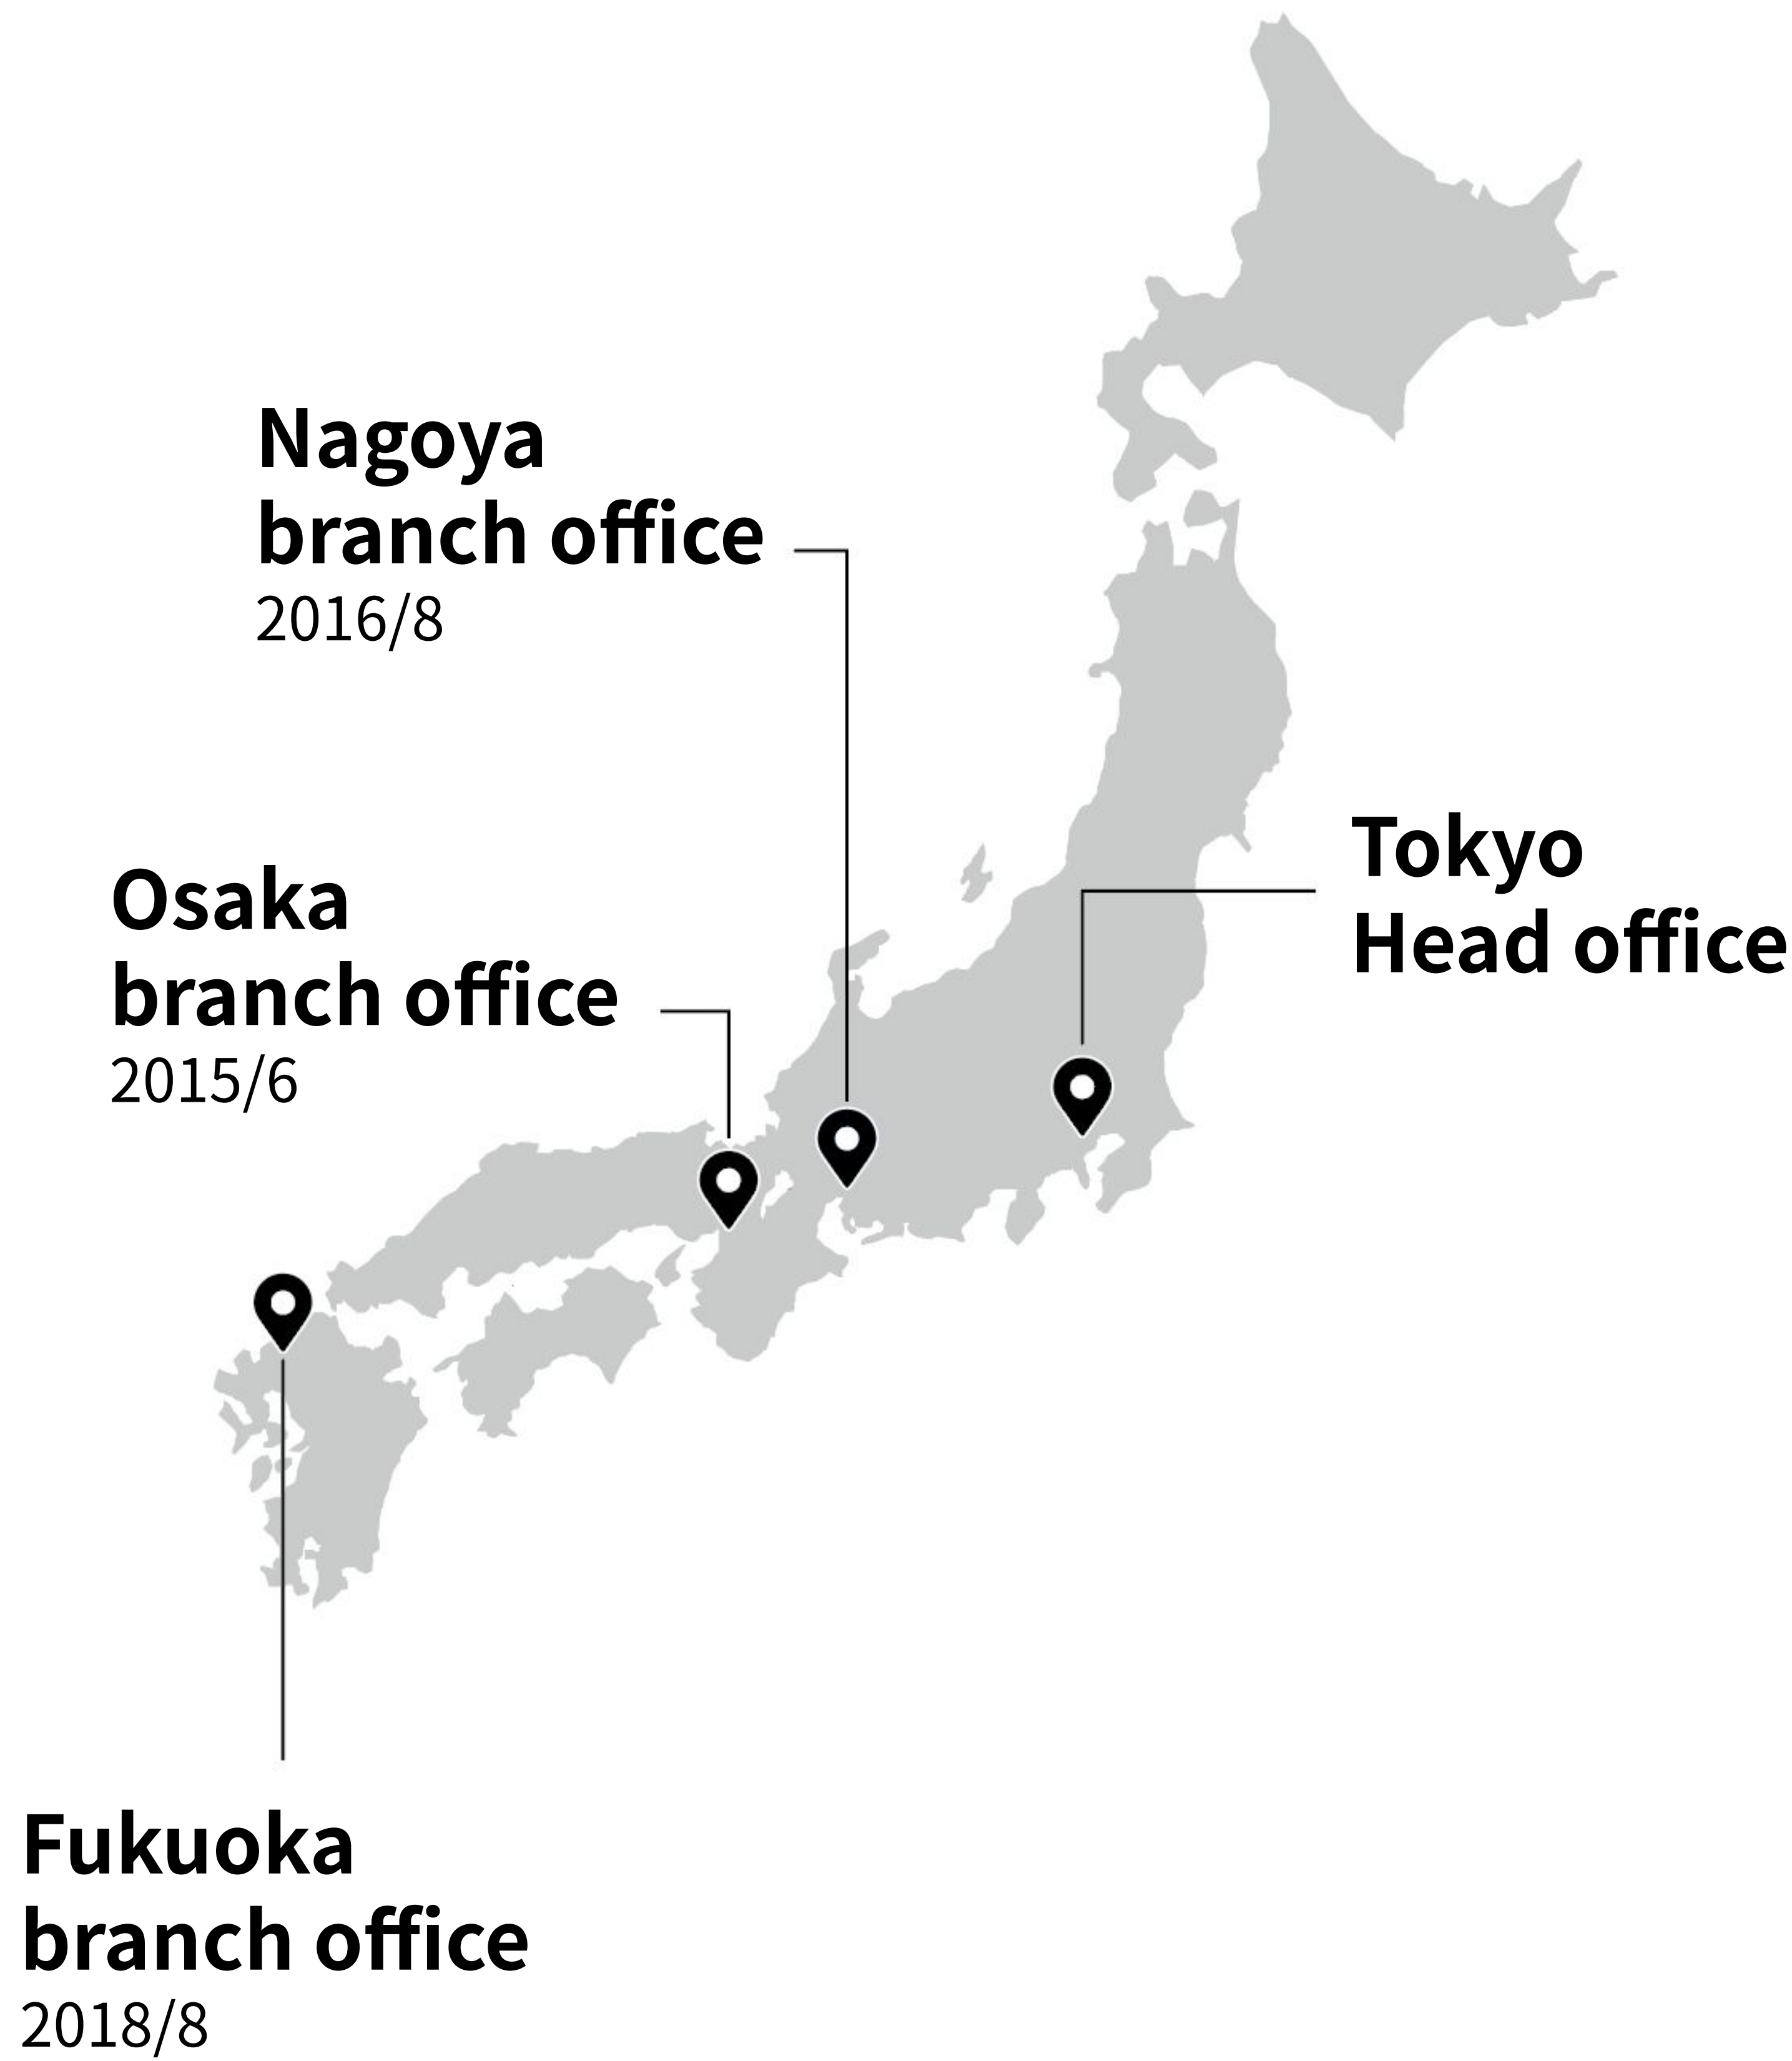 Nagoya
branch office
2016/8
Tokyo
Head office
Osaka
branch office
2015/6
Fukuoka
branch office
2018/8